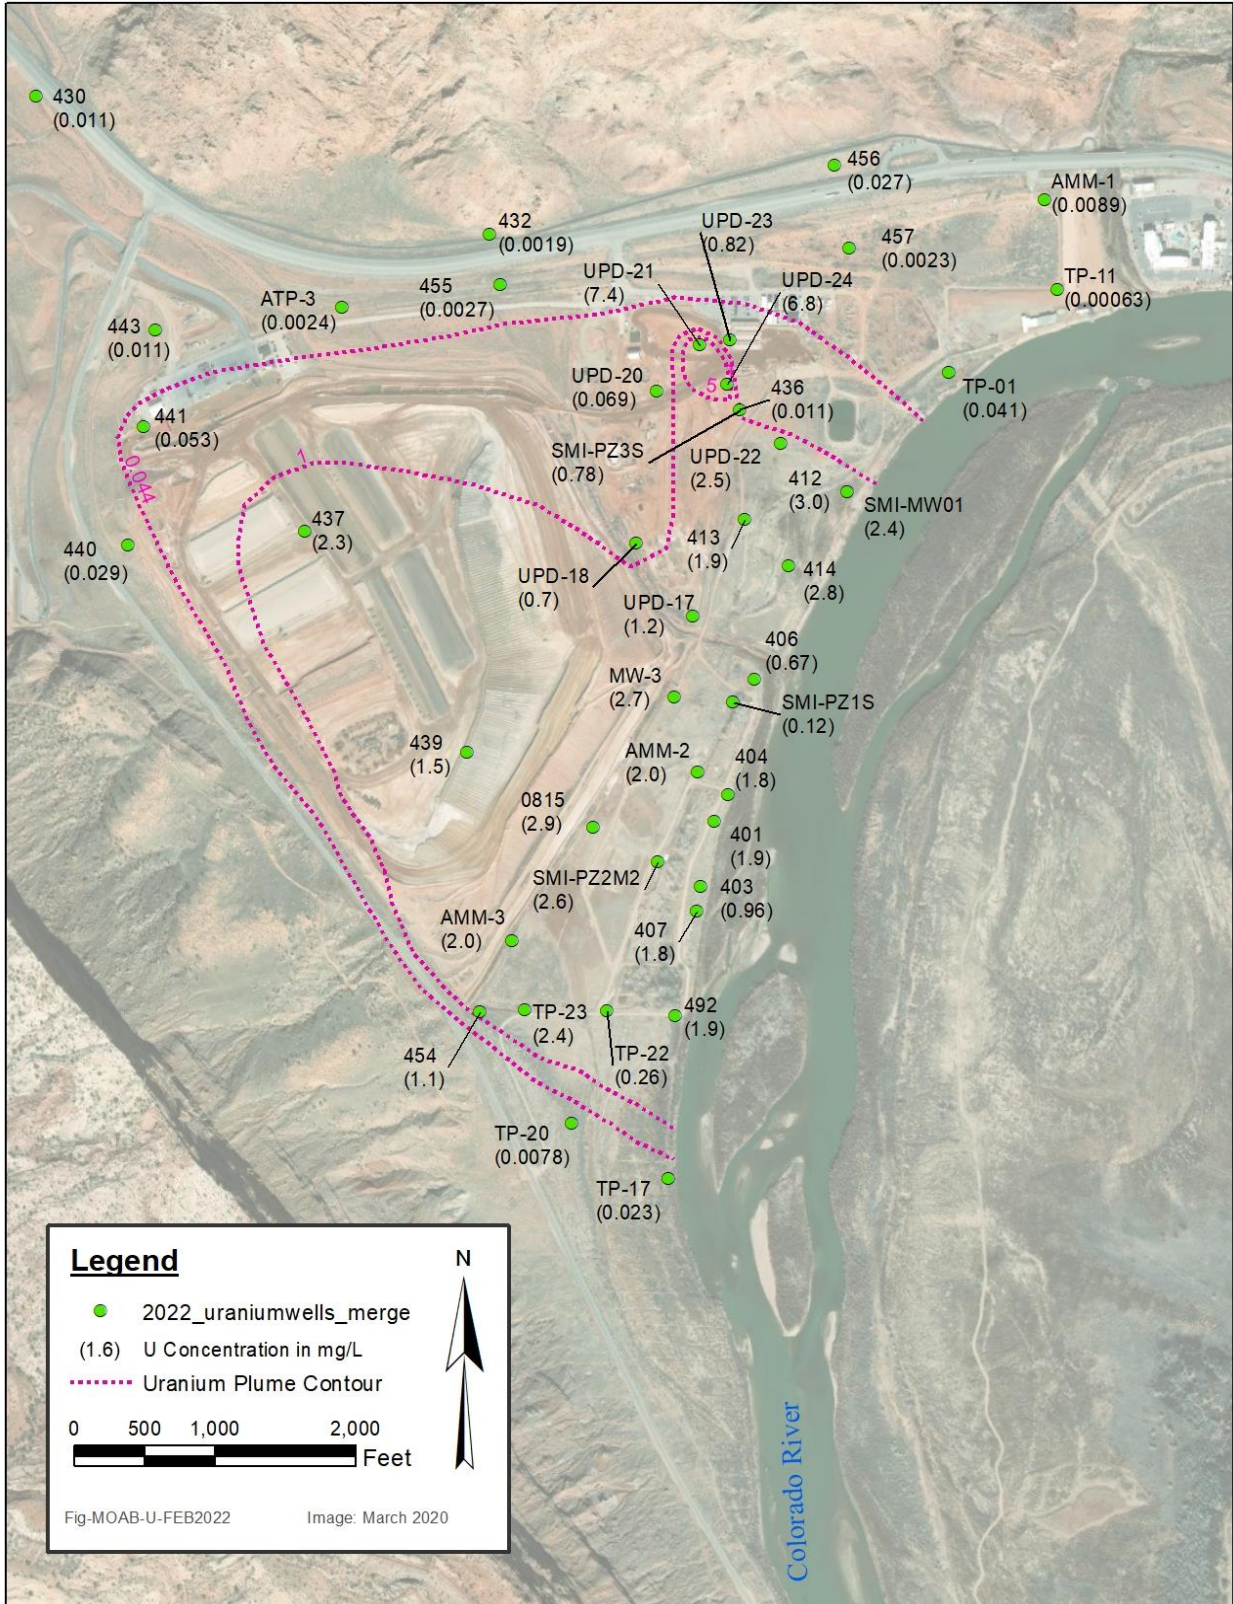 430
(0.011)
456
(0.027)
AMM-1
(0.0089)
432
(0.0019)
UPD-23
(0.82)
457
(0.0023)
UPD-21
(7.4)
UPD-24
(6.8)
TP-11
(0.00063)
455
(0.0027)
ATP-3
(0.0024)
443
(0.011)
UPD-20
(0.069)
5
436
(0.011)
TP-01
(0.041)
441
(0.053)
SMI-PZ3S
(0.78)
UPD-22
(2.5)
1
0.044
412
(3.0)
SMI-MW01
(2.4)
437
(2.3)
413
(1.9)
440
(0.029)
UPD-18
(0.7)
414
(2.8)
UPD-17
(1.2)
406
(0.67)
MW-3
(2.7)
SMI-PZ1S
(0.12)
439
(1.5)
AMM-2
(2.0)
404
(1.8)
0815
(2.9)
401
(1.9)
SMI-PZ2M2
(2.6)
403
(0.96)
AMM-3
(2.0)
407
(1.8)
TP-23
(2.4)
492
(1.9)
454
(1.1)
TP-22
(0.26)
TP-20
(0.0078)
TP-17
(0.023)
Legend
N
2022_uraniumwells_merge
(1.6) U Concentration in mg/L
Uranium Plume Contour
0 500 1,000 2,000
Feet
Fig-MOAB-U-FEB2022 Image: March 2020
Colorado River